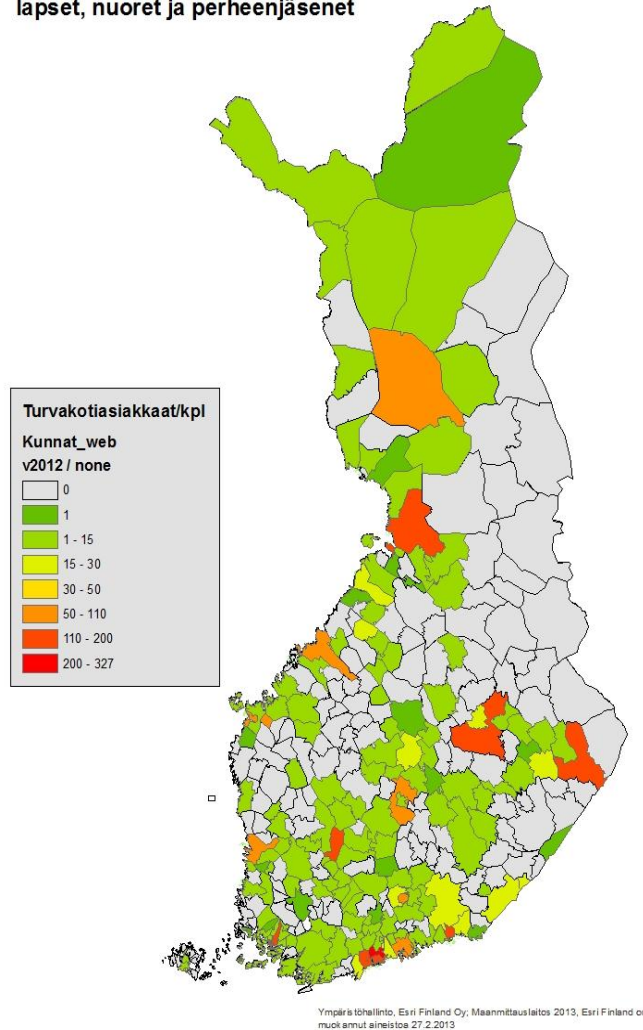 lapset, nuoret ja perheenjäsenet
Turvakotiasiakkaat/kpl
Kunnat_web
v2012 / none
0
1
1 - 15
15 - 30
30 - 50
50 - 110
110 - 200
200 - 327
Ympäristöhallinto, Esri Finland Oy; Maanmittauslaitos 2013, Esri Finland
muokannut aineistoa 27.2.2013